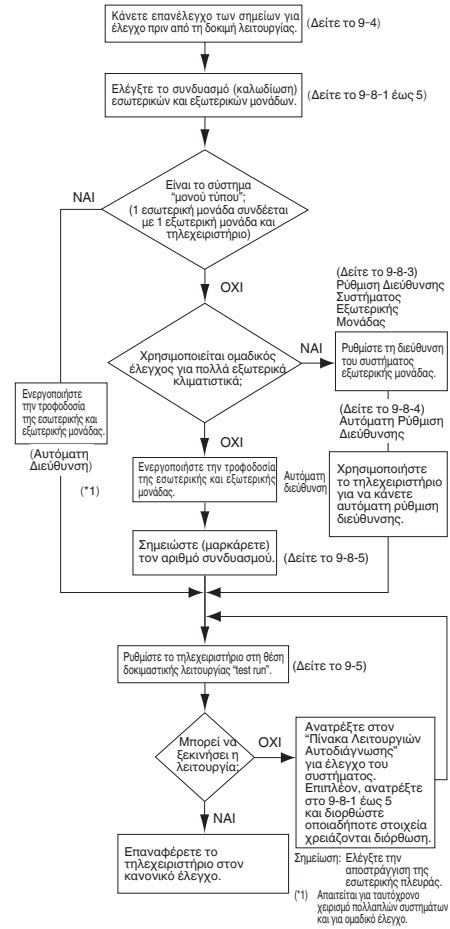 Κάνετε επανέλεγχο των σημείων για
έλεγχο πριν από τη δοκιμή λειτουργίας.
(Δείτε το 9-4)
Ελέγξτε το συνδυασμό (καλωδίωση)
εσωτερικών και εξωτερικών μονάδων.
(Δείτε το 9-8-1 έως 5)
Είναι το σύστημα
"μονού τύπου";
(1 εσωτερική μονάδα συνδέεται
με 1 εξωτερική μονάδα και
τηλεχειριστήριο)
ΝΑΙ
ΟΧΙ
(Δείτε το 9-8-3)
Ρύθμιση Διεύθυνσης
Συστήματος
Εξωτερικής
Μονάδας
Χρησιμοποιείται ομαδικός
έλεγχος για πολλά εξωτερικά
κλιματιστικά;
ΝΑΙ
Ρυθμίστε τη διεύθυνση
του συστήματος
εξωτερικής μονάδας.
Ενεργοποιήστε
την τροφοδοσία
της εσωτερικής και
εξωτερικής μονάδας.
(Αυτόματη
Διεύθυνση)
(*1)
ΟΧΙ
(Δείτε το 9-8-4)
Αυτόματη Ρύθμιση
Διεύθυνσης
Ενεργοποιήστε την τροφοδοσία
της εσωτερικής και εξωτερικής
μονάδας.
Αυτόματη
διεύθυνση
Χρησιμοποιήστε
το τηλεχειριστήριο
για να κάνετε
αυτόματη ρύθμιση
διεύθυνσης.
Σημειώστε (μαρκάρετε)
τον αριθμό συνδυασμού.
(Δείτε το 9-8-5)
Ρυθμίστε το τηλεχειριστήριο στη θέση
δοκιμαστικής λειτουργίας "test run".
(Δείτε το 9-5)
Μπορεί να
ξεκινήσει η
λειτουργία;
ΟΧΙ
Ανατρέξτε στον
"Πίνακα Λειτουργιών
Αυτοδιάγνωσης"
για έλεγχο του
συστήματος.
Επιπλέον, ανατρέξτε
στο 9-8-1 έως 5
και διορθώστε
οποιαδήποτε στοιχεία
χρειάζονται διόρθωση.
ΝΑΙ
Επαναφέρετε το
τηλεχειριστήριο στον
κανονικό έλεγχο.
Σημείωση: Ελέγξτε την
αποστράγγιση της
εσωτερικής πλευράς.
(*1) Απαιτείται για ταυτόχρονο
χειρισμό πολλαπλών συστημάτων
και για ομαδικό έλεγχο.